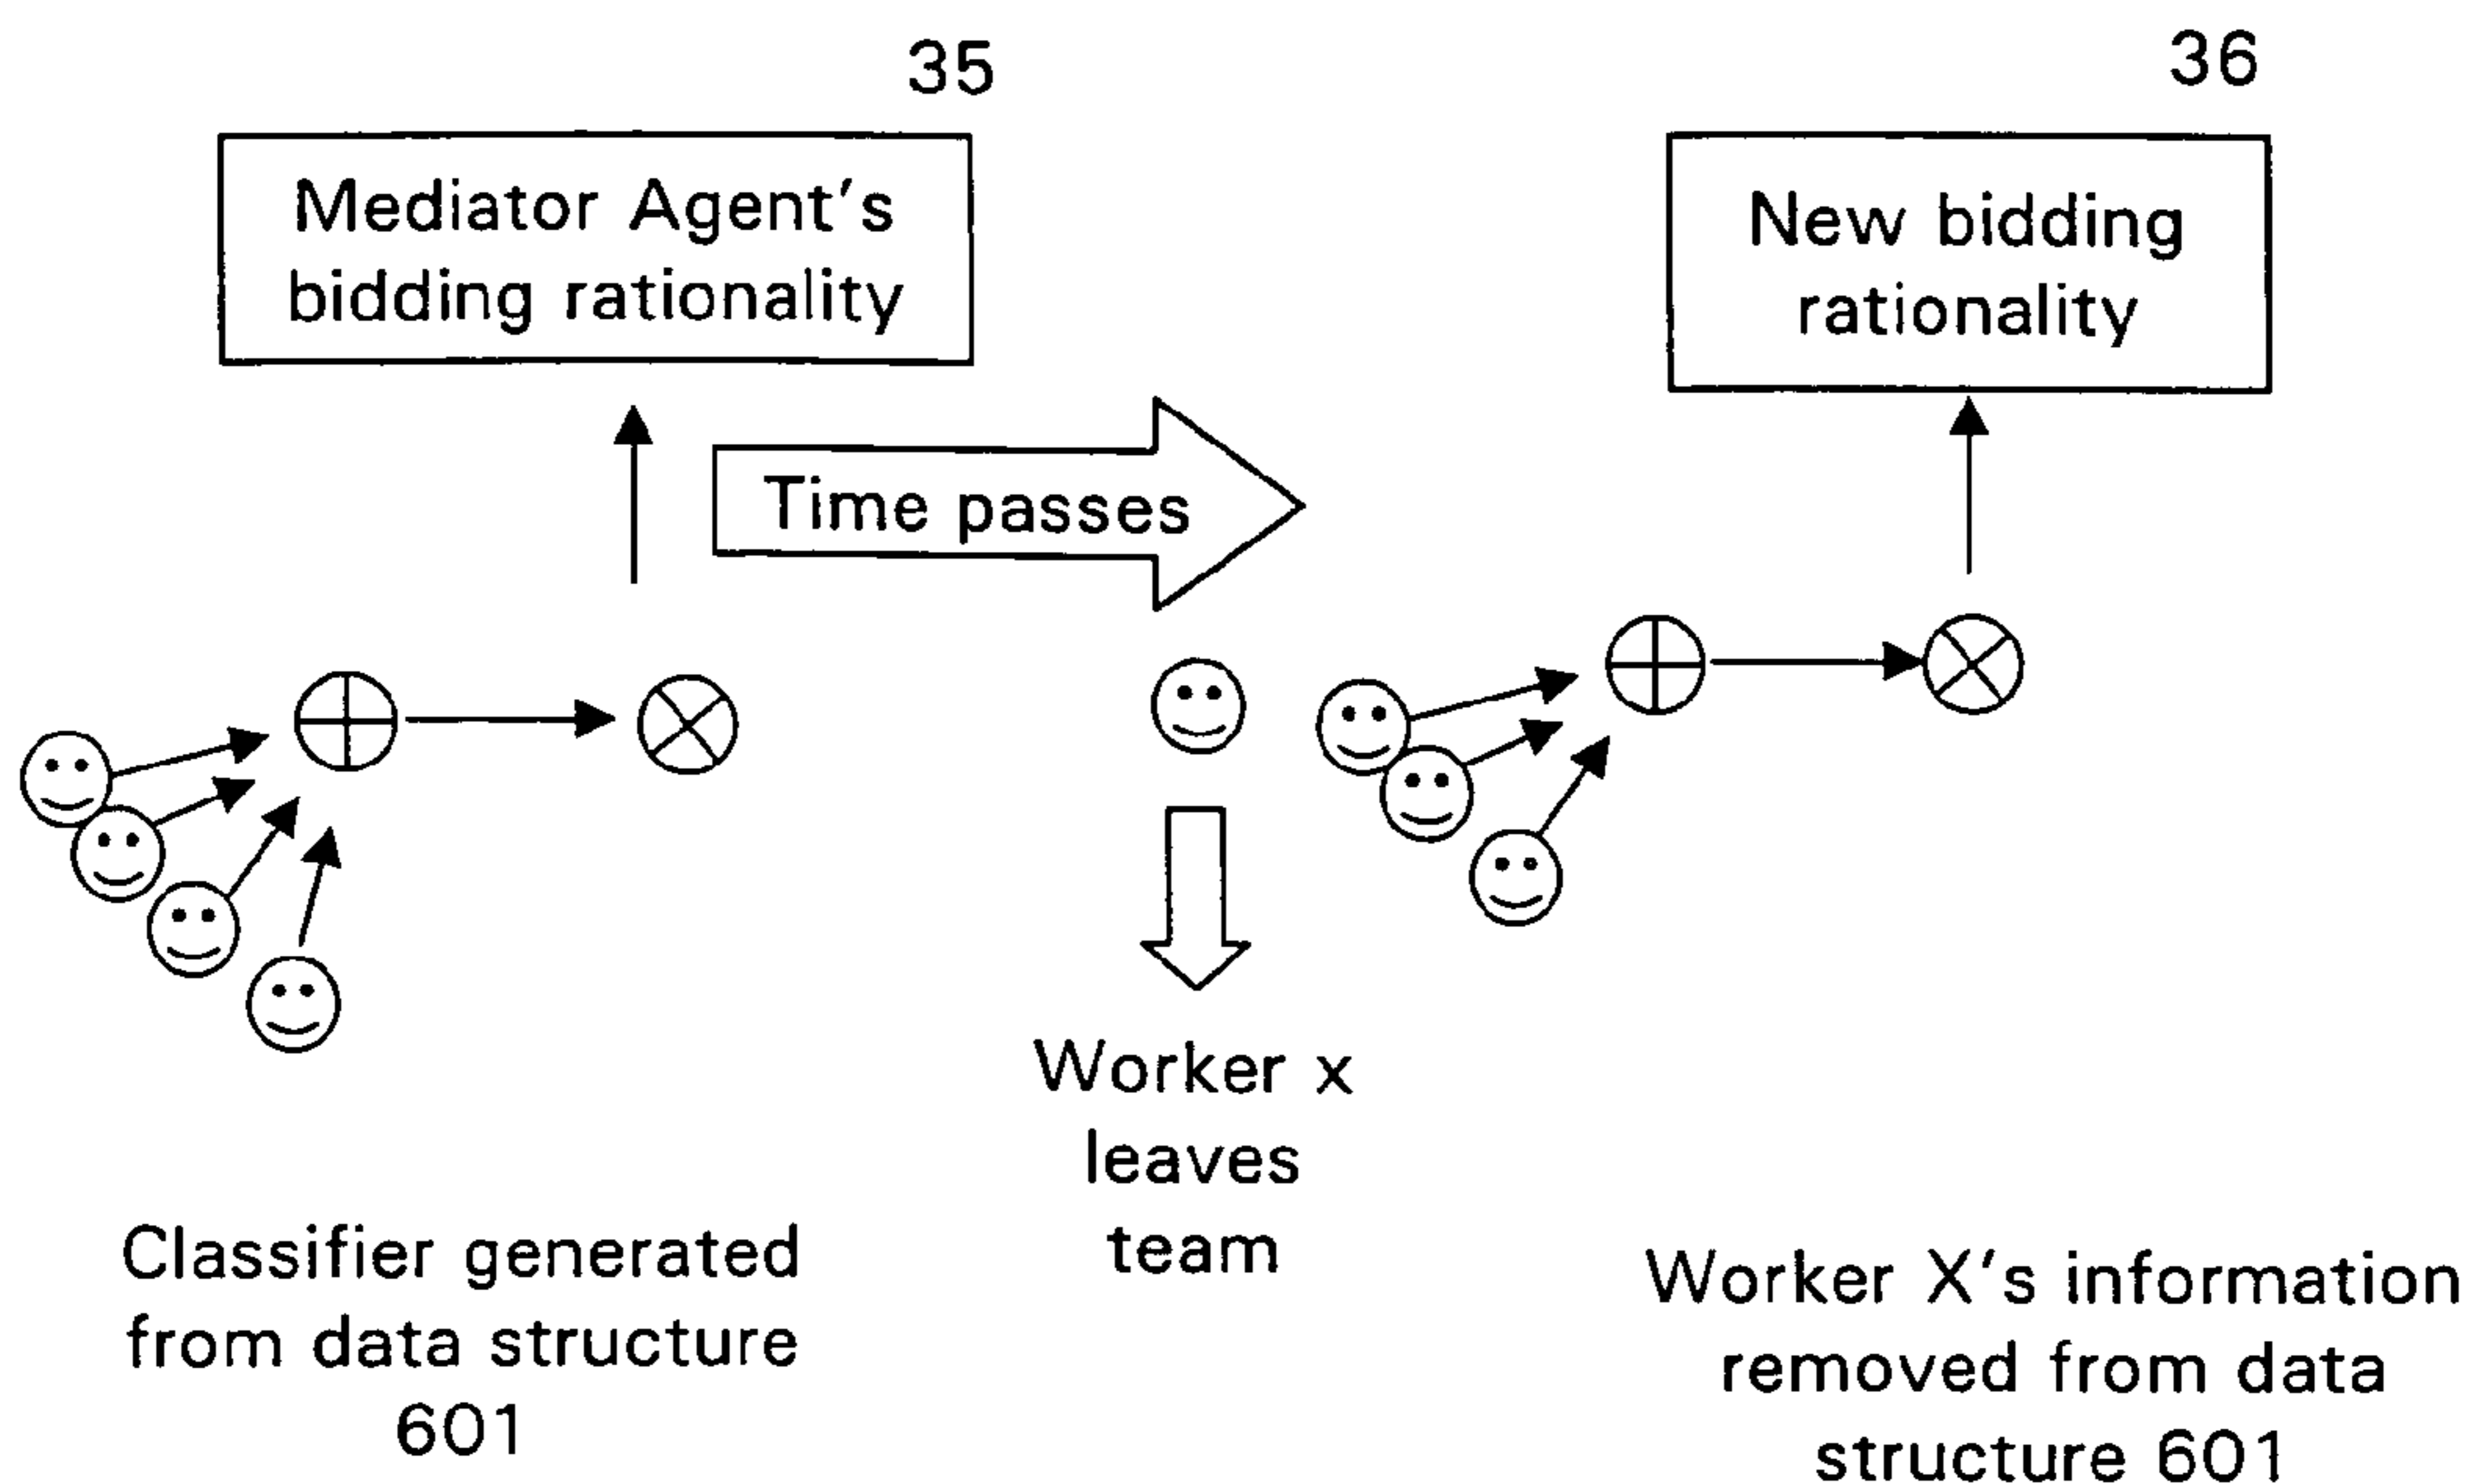 35
36
Mediator Agent's
bidding rationality
New bidding
rationality
Time passes
Worker x
leaves
team
Classifier generated
from data structure
601
Worker X's information
removed from data
structure 601